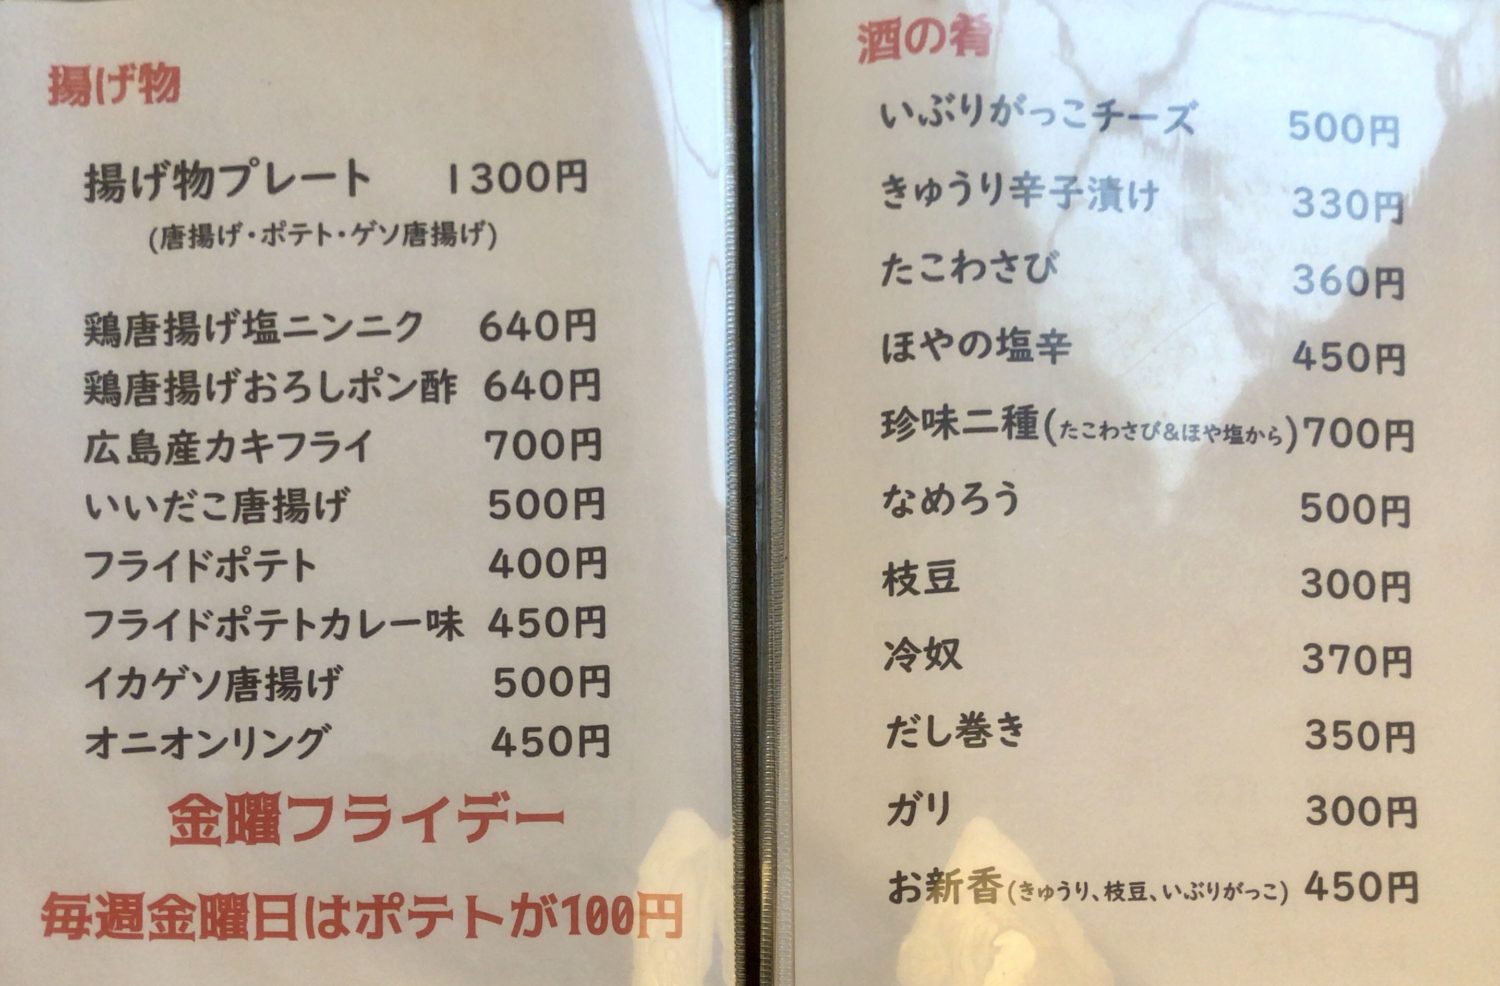 揚げ物
揚げ物プレート 1300円
(唐揚げ・ポテト・ゲソ唐揚げ)
鶏唐揚げ塩ニンニク 640円
鶏唐揚げおろしポン酢 640円
広島産カキフライ 700円
いいだこ唐揚げ 500円
フライドポテト 400円
フライドポテトカレー味 450円
イカゲソ唐揚げ 500円
オニオンリング 450円
金曜フライデー
毎週金曜日はポテトが100円
酒の肴
いぶりがっこチーズ 500円
きゅうり辛子漬け 330円
たこわさび 360円
ほやの塩辛 450円
珍味二種(たこわさび&ほや塩から)700円
なめろう 500円
枝豆 300円
冷奴 370円
だし巻き 350円
ガリ 300円
お新香(きゅうり、枝豆、いぶりがっこ) 450円